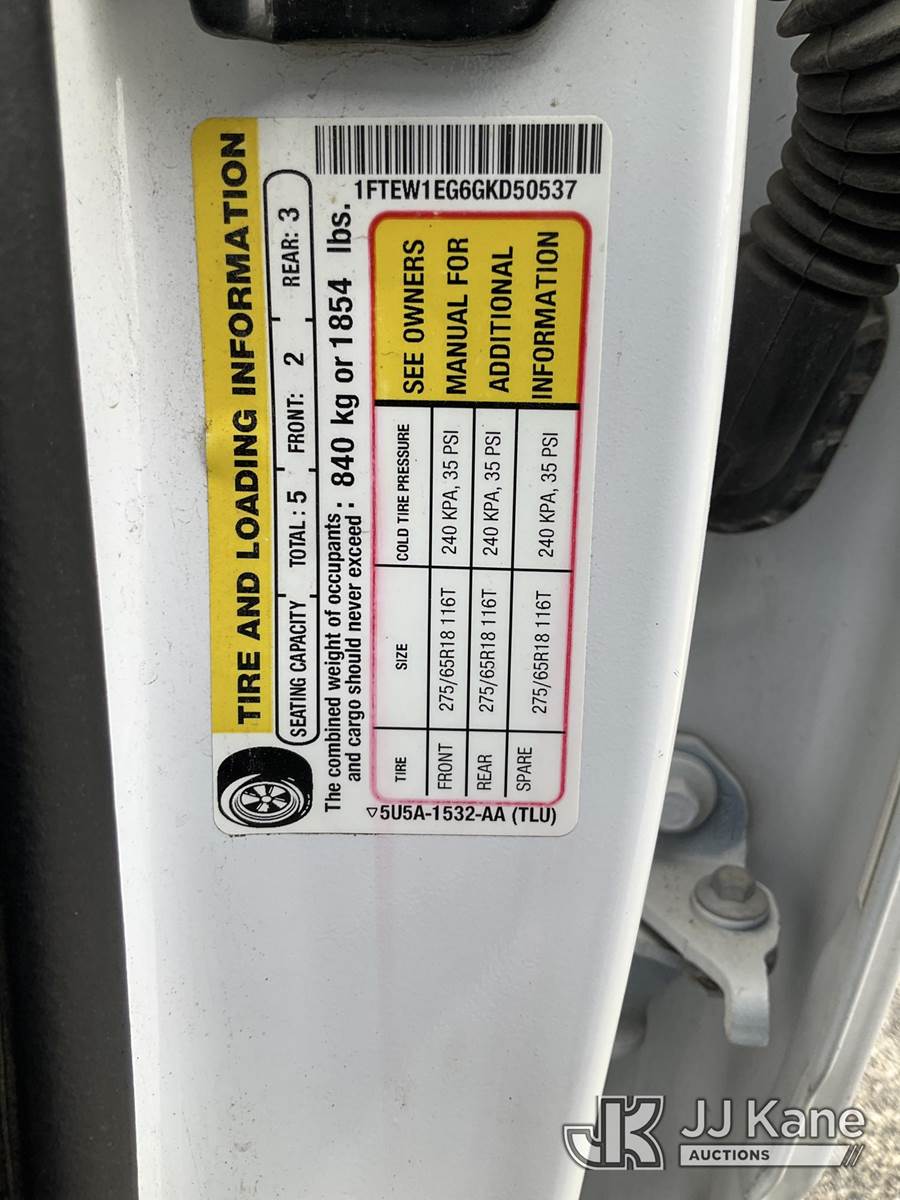 1FTEW1EG6GKD50537
TIRE AND LOADING INFORMATION
SEATING CAPACITY TOTAL: 5 FRONT: 2 REAR: 3
The combined weight of occupants
and cargo should never exceed : 840 kg or 1854 lbs.
TIRE SIZE COLD TIRE PRESSURE
FRONT 275/65R18 116T 240 KPA, 35 PSI
REAR 275/65R18 116T 240 KPA, 35 PSI
SPARE 275/65R18 116T 240 KPA, 35 PSI
SEE OWNERS
MANUAL FOR
ADDITIONAL
INFORMATION
5U5A-1532-AA (TLU)
JK JJ Kane
AUCTIONS